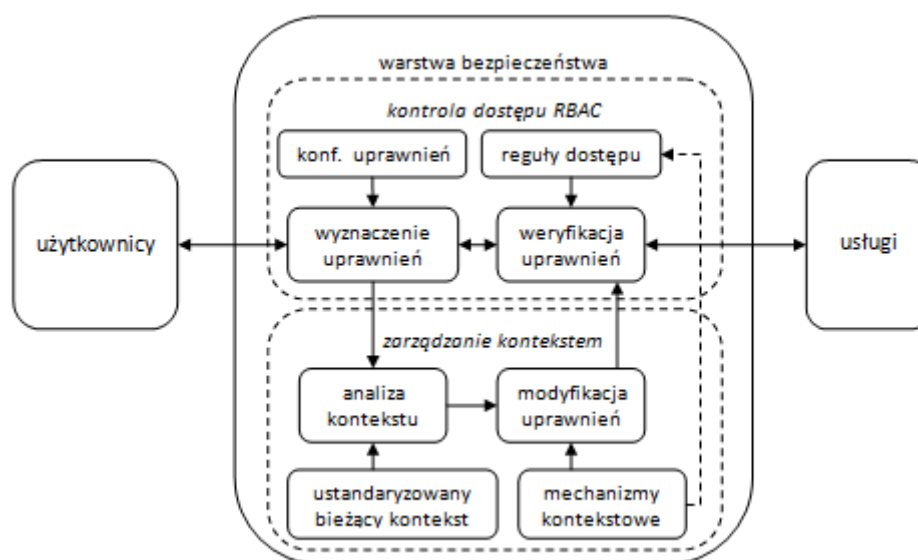 warstwa bezpieczeństwa
kontrola dostępu RBAC
konf. uprawnień
reguły dostępu
użytkownicy
wyznaczenie
uprawnień
weryfikacja
uprawnień
usługi
zarządzanie kontekstem
analiza
kontekstu
modyfikacja
uprawnień
ustandaryzowany
bieżący kontekst
mechanizmy
kontekstowe